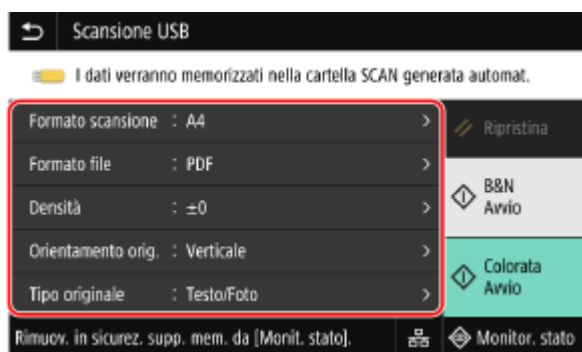 Scansione USB
I dati verranno memorizzati nella cartella SCAN generata automat.
Formato scansione : A4
Formato file : PDF
Densità : ±0
Orientamento orig. : Verticale
Tipo originale : Testo/Foto
Ripristina
B&N
Avvio
Colorata
Avvio
Rimuov. in sicurez. supp. mem. da [Monit. stato].
Monitor. stato